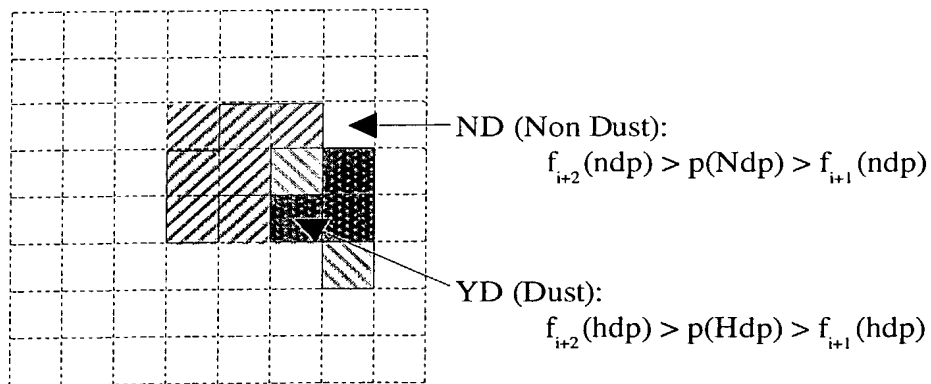 ND (Non Dust):
f_{i+2}(ndp) > p(Ndp) > f_{i+1}(ndp)
YD (Dust):
f_{i+2}(hdp) > p(Hdp) > f_{i+1}(hdp)